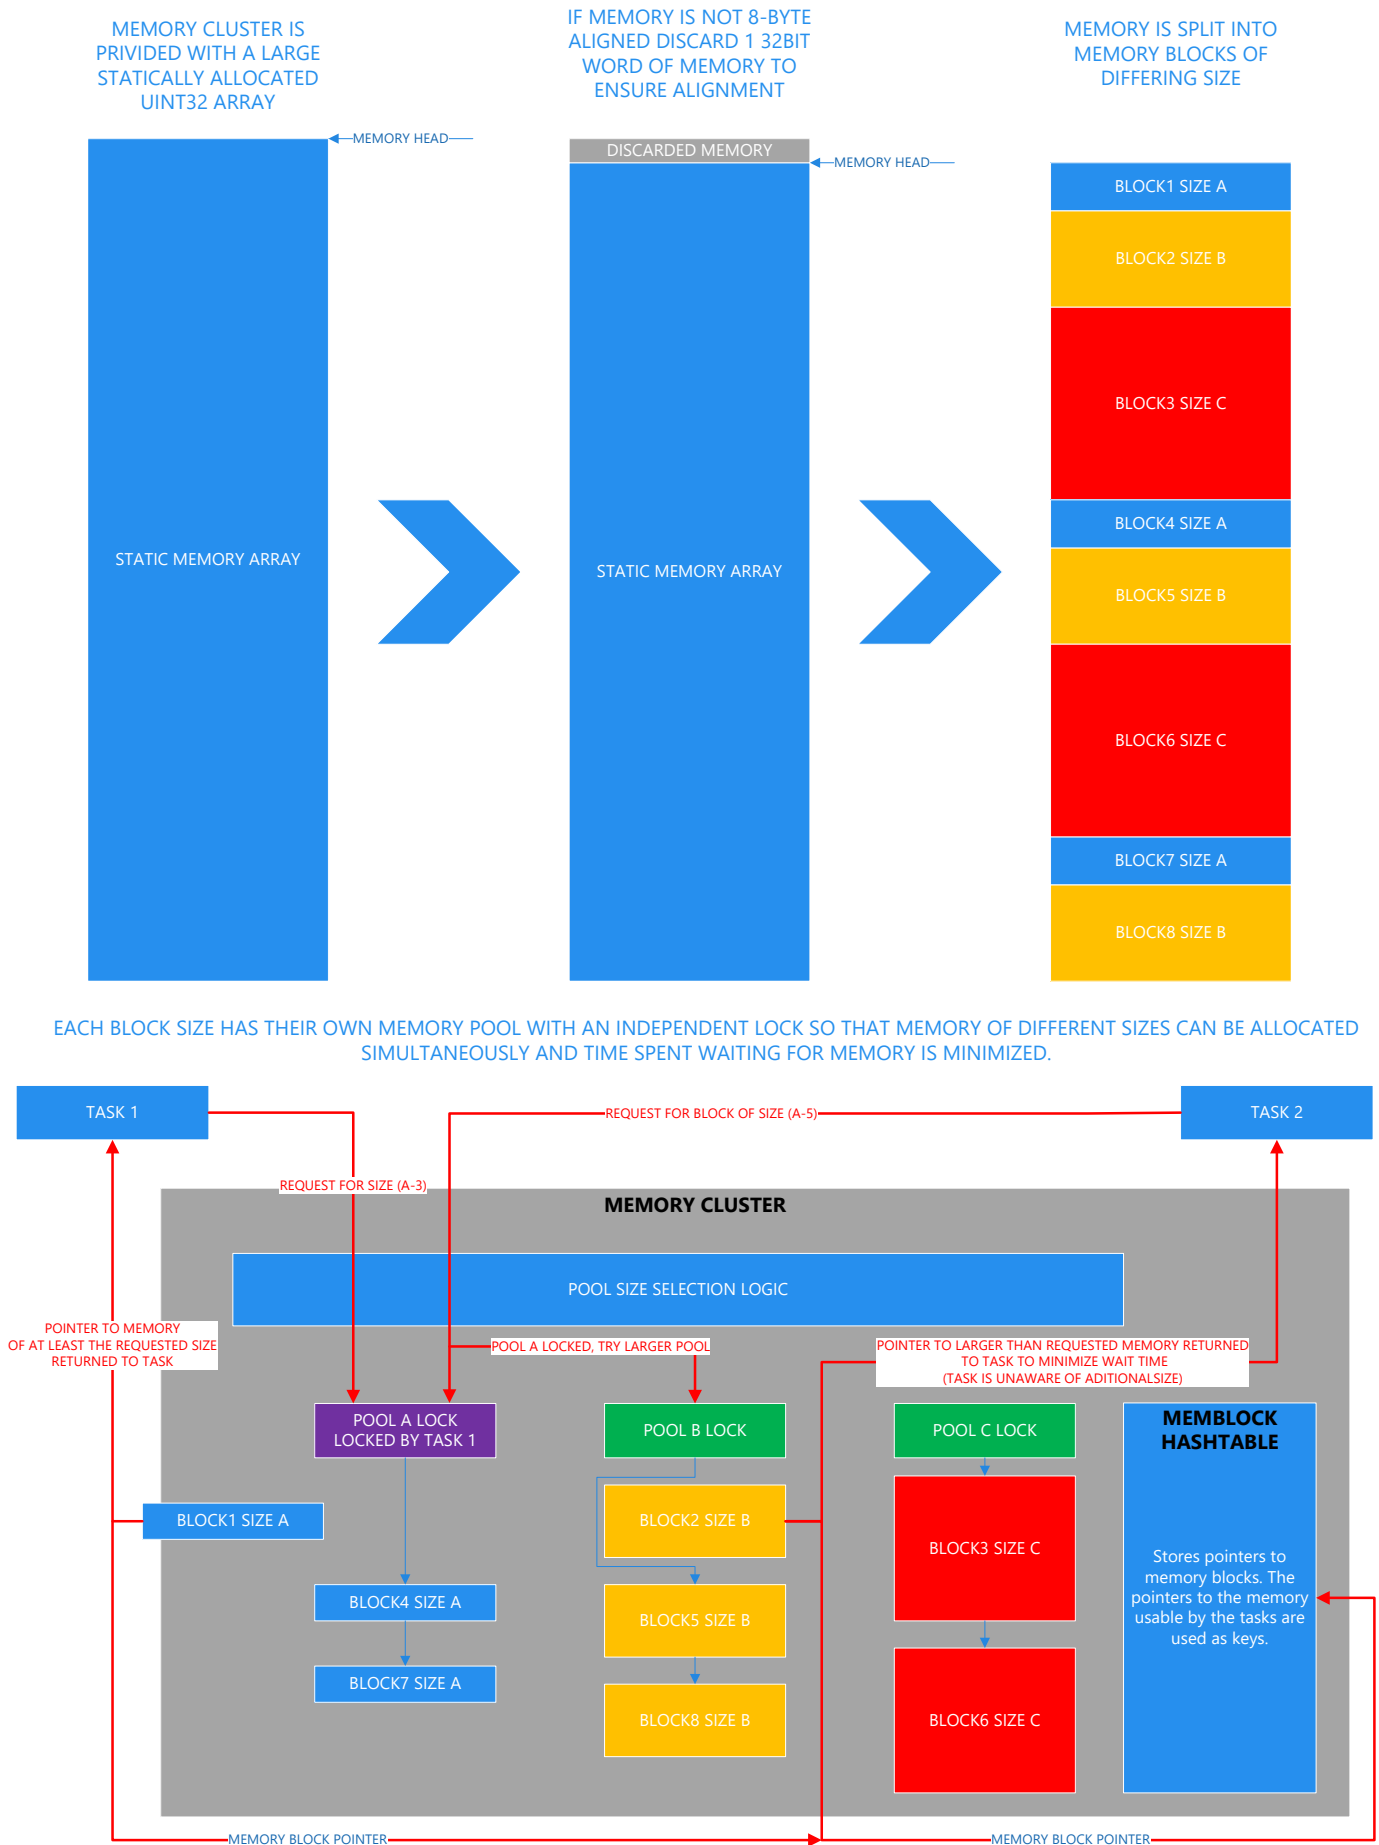 MEMORY CLUSTER IS
PRIVIDED WITH A LARGE
STATICALLY ALLOCATED
UINT32 ARRAY
IF MEMORY IS NOT 8-BYTE
ALIGNED DISCARD 1 32BIT
WORD OF MEMORY TO
ENSURE ALIGNMENT
MEMORY IS SPLIT INTO
MEMORY BLOCKS OF
DIFFERING SIZE
MEMORY HEAD
STATIC MEMORY ARRAY
DISCARDED MEMORY
MEMORY HEAD
STATIC MEMORY ARRAY
BLOCK1 SIZE A
BLOCK2 SIZE B
BLOCK3 SIZE C
BLOCK4 SIZE A
BLOCK5 SIZE B
BLOCK6 SIZE C
BLOCK7 SIZE A
BLOCK8 SIZE B
EACH BLOCK SIZE HAS THEIR OWN MEMORY POOL WITH AN INDEPENDENT LOCK SO THAT MEMORY OF DIFFERENT SIZES CAN BE ALLOCATED
SIMULTANEOUSLY AND TIME SPENT WAITING FOR MEMORY IS MINIMIZED.
TASK 1
REQUEST FOR BLOCK OF SIZE (A-5)
TASK 2
REQUEST FOR SIZE (A-3)
MEMORY CLUSTER
POOL SIZE SELECTION LOGIC
POINTER TO MEMORY
OF AT LEAST THE REQUESTED SIZE
RETURNED TO TASK
POOL A LOCKED, TRY LARGER POOL
POINTER TO LARGER THAN REQUESTED MEMORY RETURNED
TO TASK TO MINIMIZE WAIT TIME
(TASK IS UNAWARE OF ADITIONALSIZE)
POOL A LOCK
LOCKED BY TASK 1
POOL B LOCK
POOL C LOCK
MEMBLOCK
HASHTABLE
BLOCK1 SIZE A
BLOCK2 SIZE B
BLOCK3 SIZE C
Stores pointers to
memory blocks. The
pointers to the memory
usable by the tasks are
used as keys.
BLOCK4 SIZE A
BLOCK5 SIZE B
BLOCK7 SIZE A
BLOCK8 SIZE B
BLOCK6 SIZE C
MEMORY BLOCK POINTER
MEMORY BLOCK POINTER